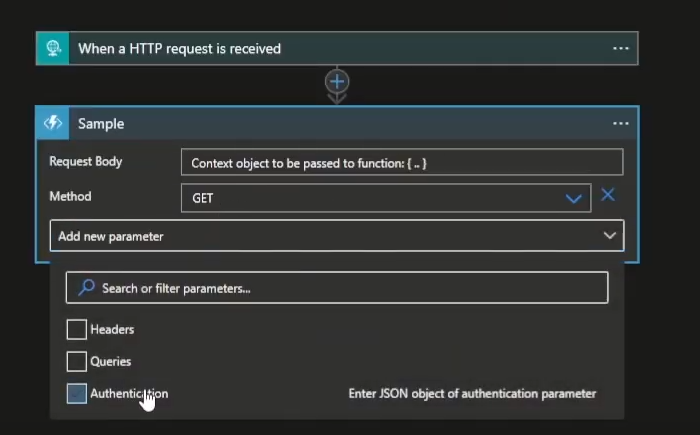 When a HTTP request is received
Sample
Request Body
Context object to be passed to function: { .. }
Method
GET
Add new parameter
Search or filter parameters...
Headers
Queries
Authentication
Enter JSON object of authentication parameter